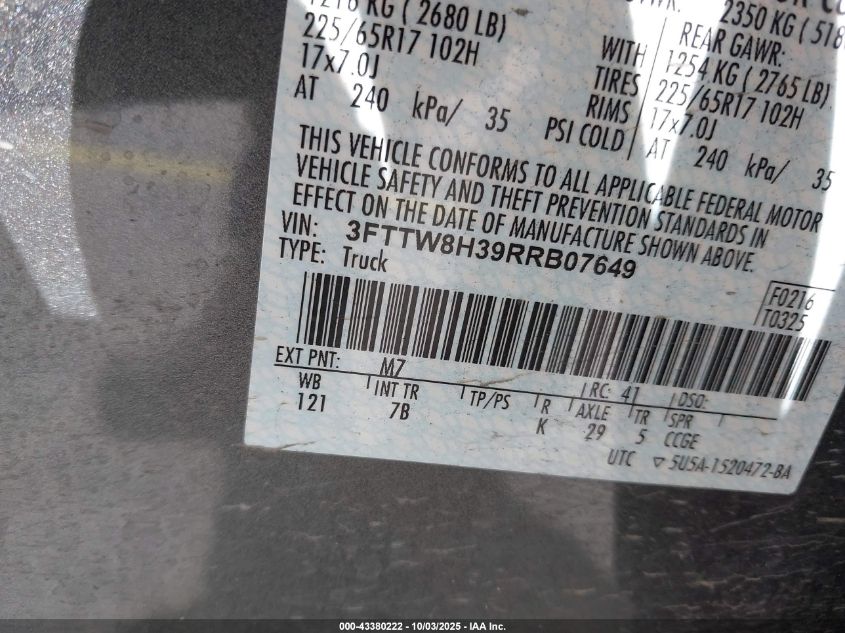 1216 KG ( 2680 LB)
225/65R17 102H
17x7.0J
AT 240 kPa/ 35 PSI COLD
WITH
TIRES
RIMS
2350 KG ( 518
REAR GAWR:
1254 KG ( 2765 LB)
225/65R17 102H
17x7.0J
AT 240 kPa/ 35
THIS VEHICLE CONFORMS TO ALL APPLICABLE FEDERAL MOTOR
VEHICLE SAFETY AND THEFT PREVENTION STANDARDS IN
EFFECT ON THE DATE OF MANUFACTURE SHOWN ABOVE.
VIN: 3FTTW8H39RRB07649
TYPE: Truck
F0216
T0325
EXT PNT: M7 RC: 41 DSO:
WB INT TR TP/PS R AXLE TR SPR
121 7B K 29 5 CCGE
UTC ▽ 5U5A-1520472-BA
000-43380222 - 10/03/2025 - IAA Inc.